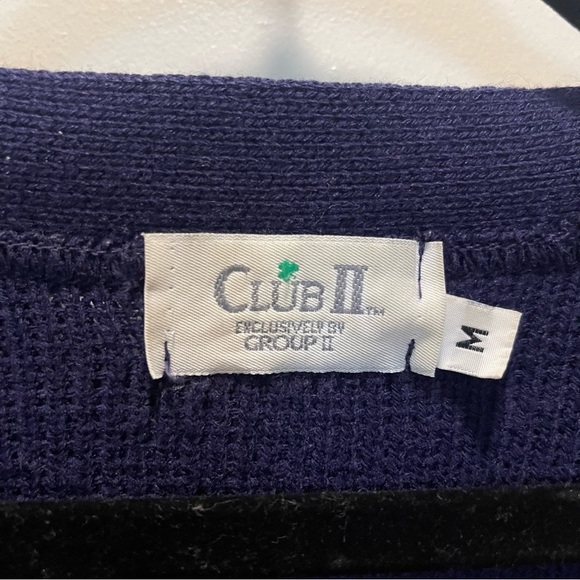 CLUB II™
EXCLUSIVELY BY
GROUP II
M